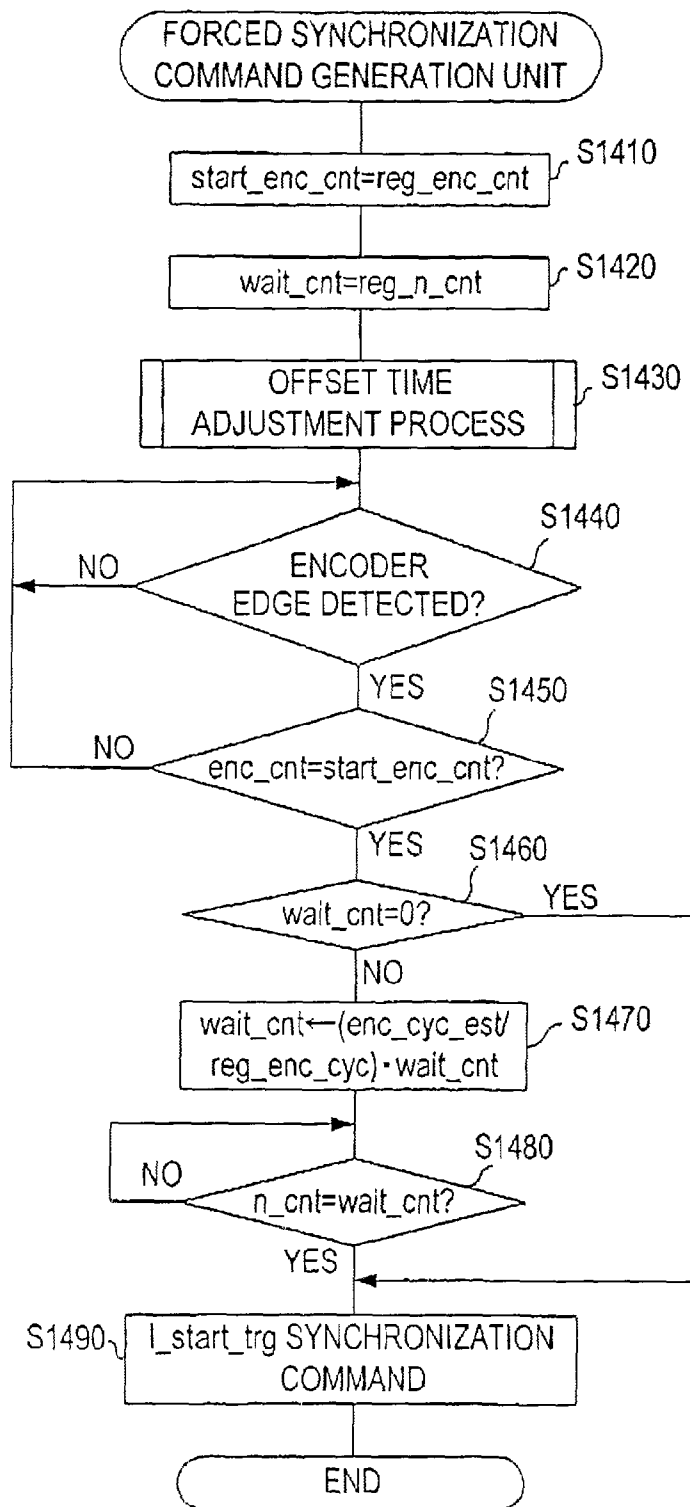 FORCED SYNCHRONIZATION
COMMAND GENERATION UNIT
S1410
start_enc_cnt=reg_enc_cnt
S1420
wait_cnt=reg_n_cnt
S1430
OFFSET TIME
ADJUSTMENT PROCESS
S1440
NO
ENCODER
EDGE DETECTED?
YES
S1450
NO
enc_cnt=start_enc_cnt?
YES
S1460
wait_cnt=0?
YES
NO
S1470
wait_cnt←(enc_cyc_est/
reg_enc_cyc)·wait_cnt
S1480
NO
n_cnt=wait_cnt?
YES
S1490
I_start_trg SYNCHRONIZATION
COMMAND
END